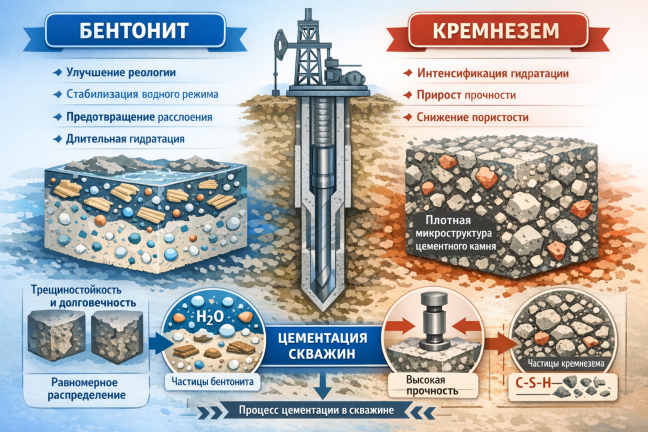 БЕНТОНИТ
Улучшение реологии
Стабилизация водного режима
Предотвращение расслоения
Длительная гидратация
КРЕМНЕЗЕМ
Интенсификация гидратации
Прирост прочности
Снижение пористости
Плотная
микроструктура
цементного камня
Трещиностойкость
и долговечность
Равномерное
распределение
H₂O
Частицы бентонита
ЦЕМЕНТАЦИЯ
СКВАЖИН
Высокая
прочность
Частицы кремнезема
C-S-H
Процесс цементации в скважине